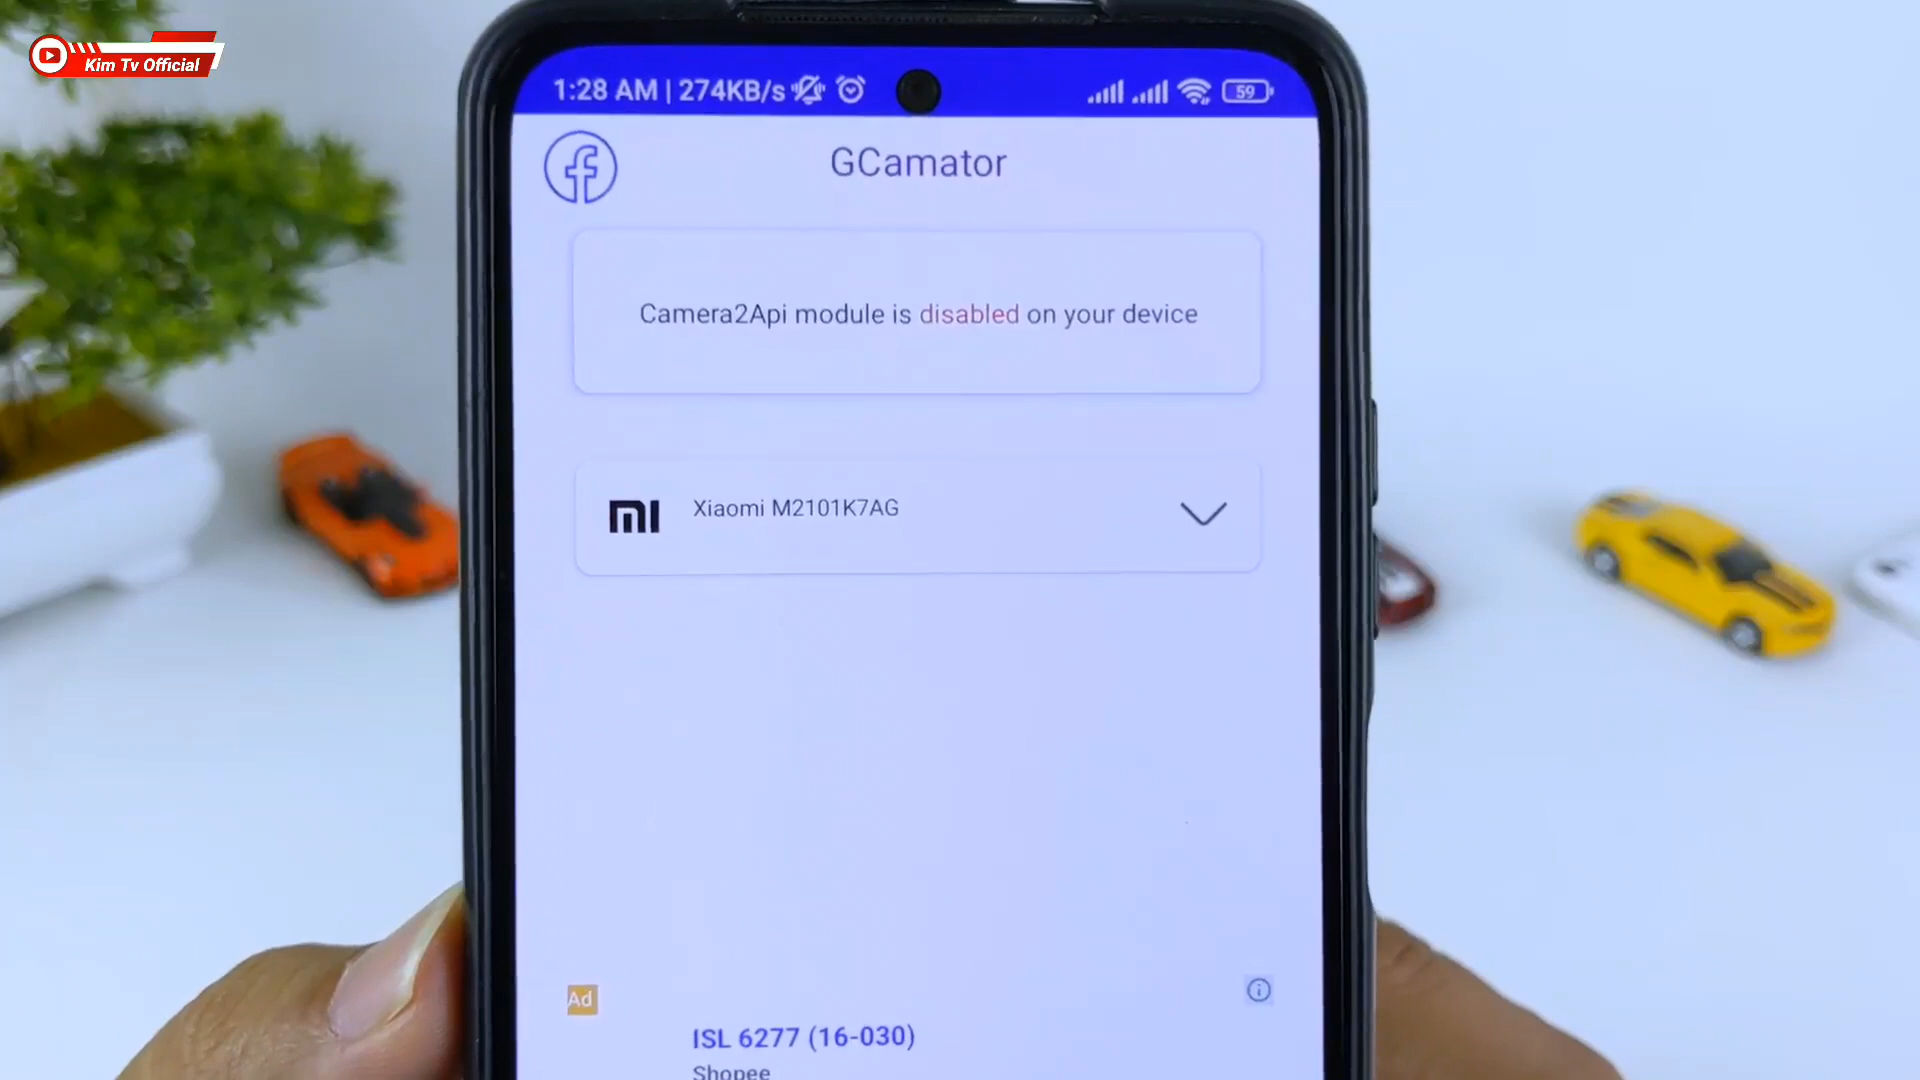 Kim Tv Official
1:28 AM | 274KB/s
59
GCamator
Camera2Api module is disabled on your device
Xiaomi M2101K7AG
Ad
ISL 6277 (16-030)
Shopee